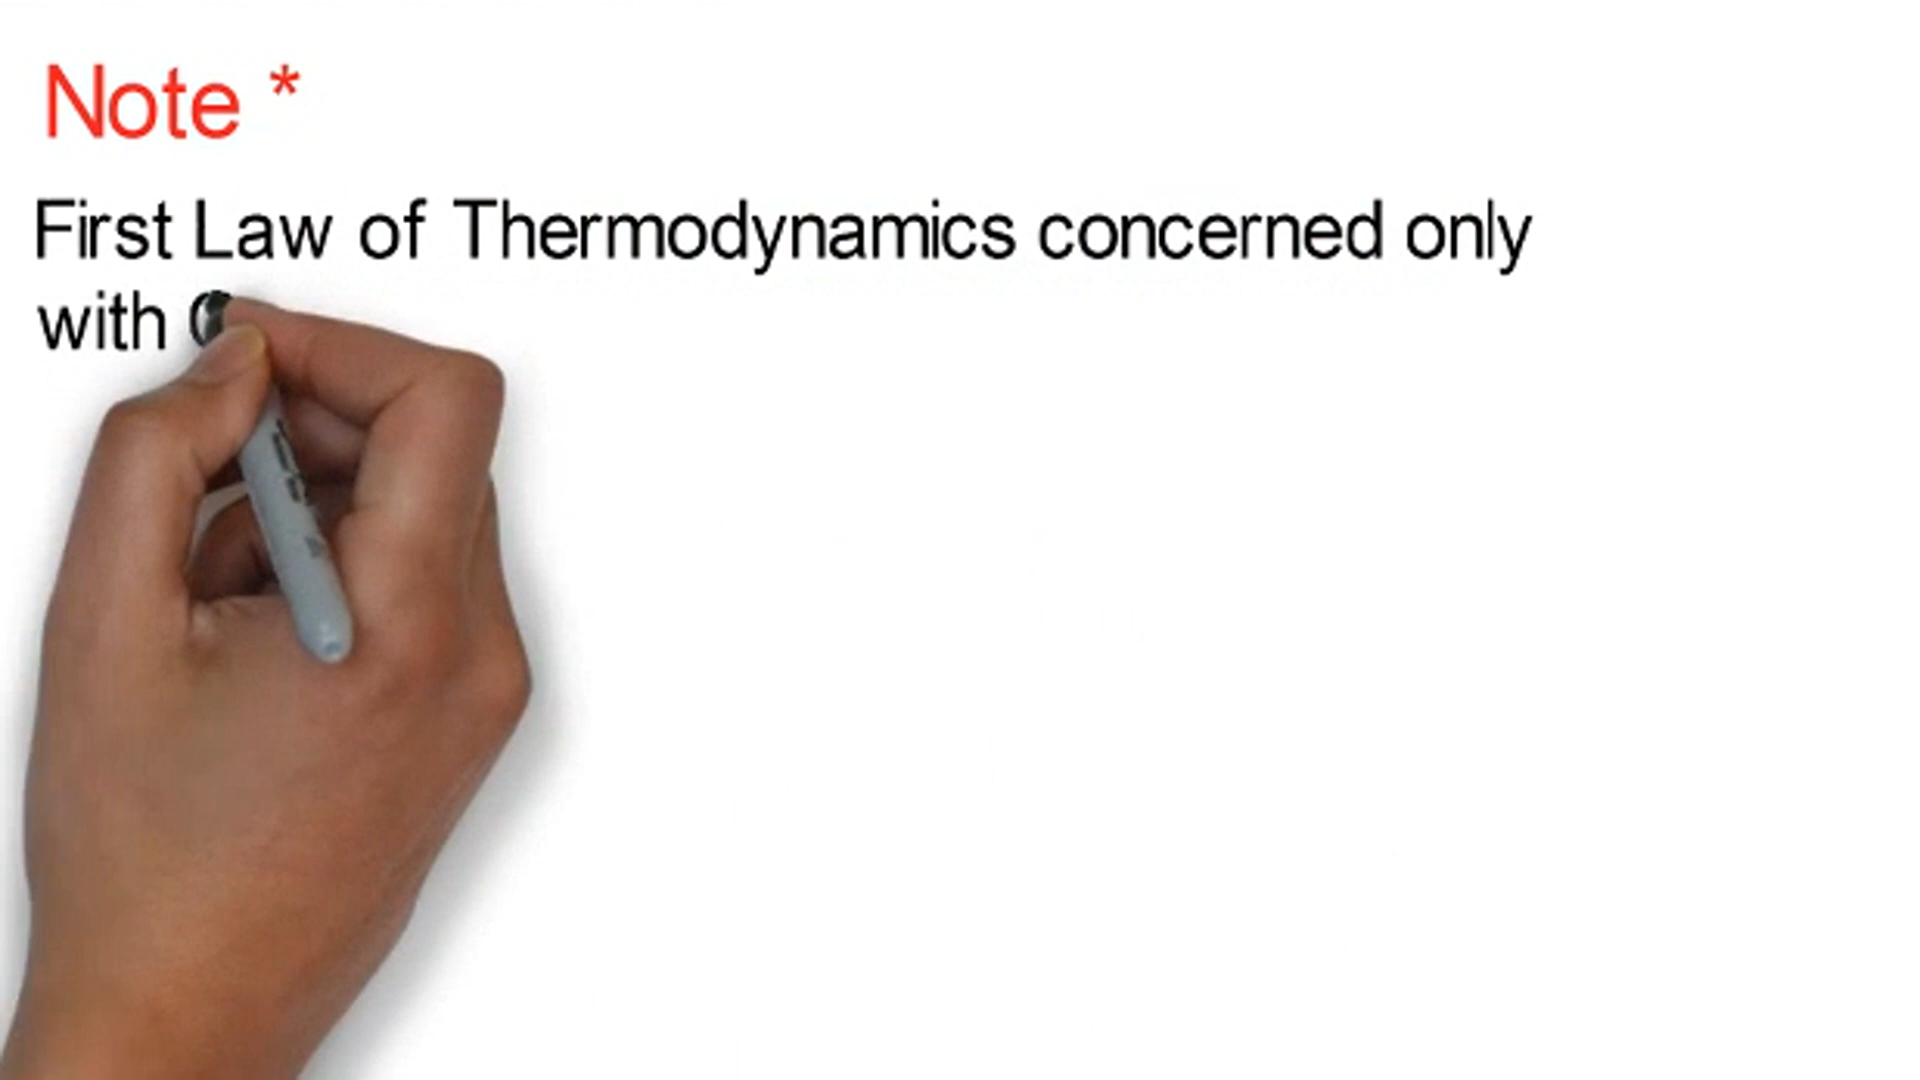 Note *
First Law of Thermodynamics concerned only
with